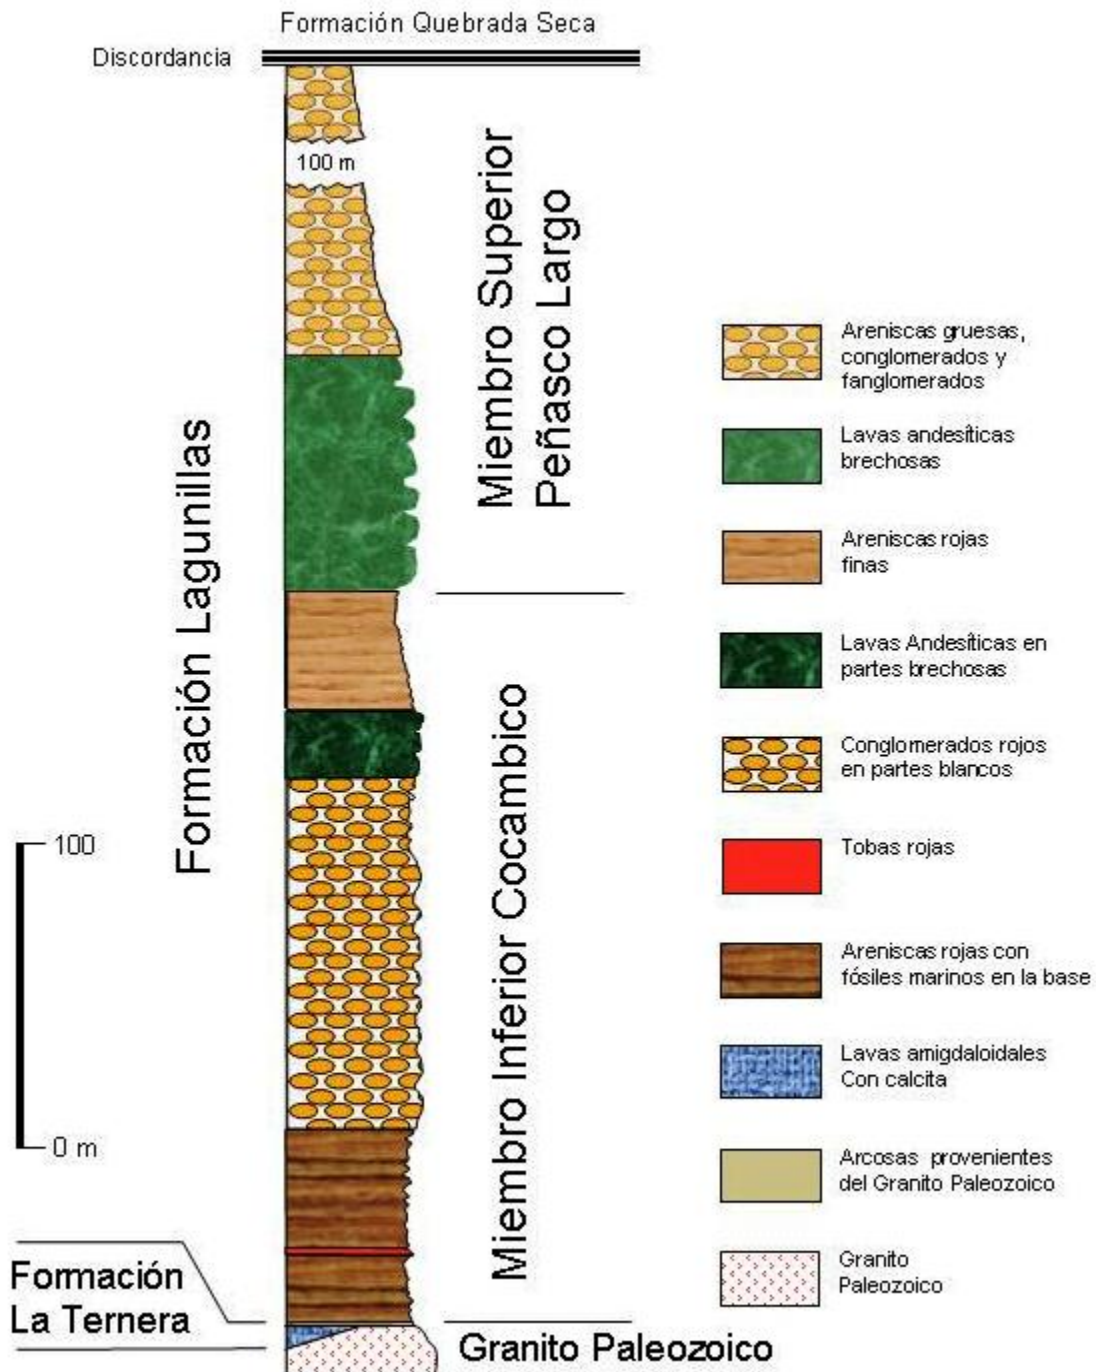 Formación Quebrada Seca
Discordancia
100 m
Miembro Superior
Peñasco Largo
Formación Lagunillas
Miembro Inferior Cocambico
100
0 m
Formación
La Ternera
Granito Paleozoico
Areniscas gruesas,
conglomerados y
fanglomerados
Lavas andesíticas
brechosas
Areniscas rojas
finas
Lavas Andesíticas en
partes brechosas
Conglomerados rojos
en partes blancos
Tobas rojas
Areniscas rojas con
fósiles marinos en la base
Lavas amigdaloidales
Con calcita
Arcosas provenientes
del Granito Paleozoico
Granito
Paleozoico